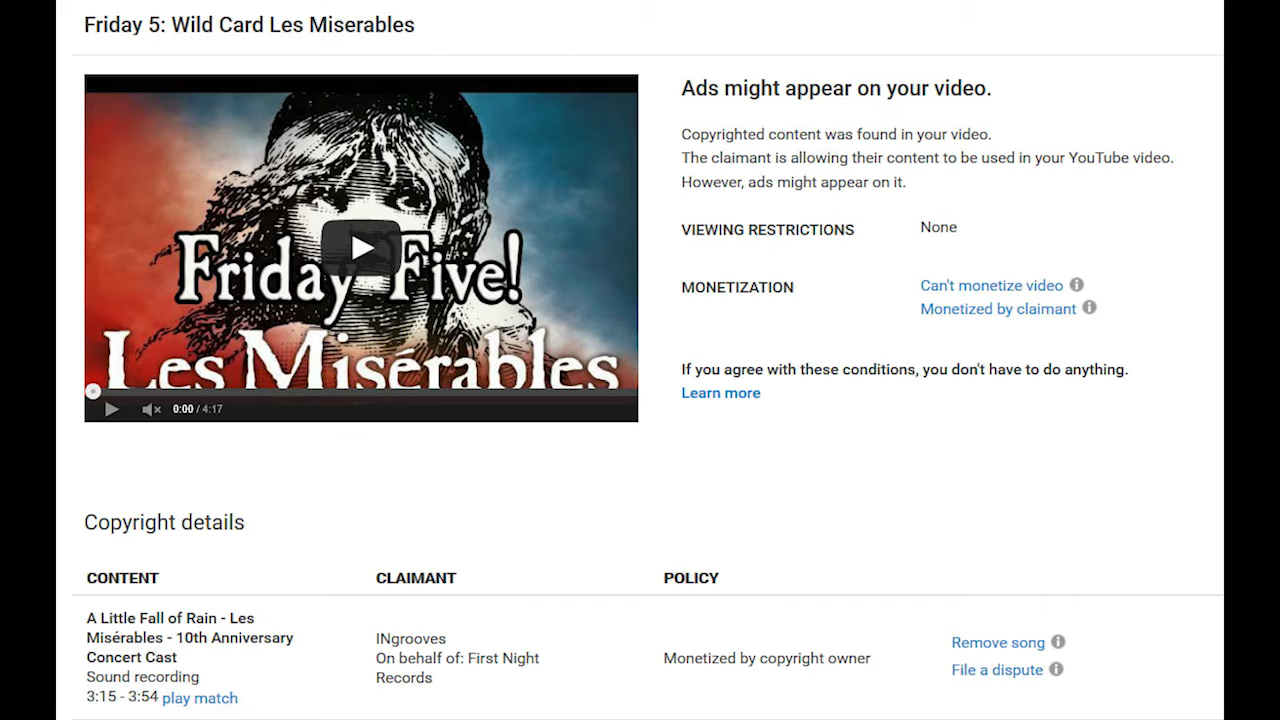 Friday 5: Wild Card Les Miserables
Friday Five!
Les Misérables
0:00 / 4:17
Ads might appear on your video.
Copyrighted content was found in your video.
The claimant is allowing their content to be used in your YouTube video.
However, ads might appear on it.
VIEWING RESTRICTIONS None
MONETIZATION Can't monetize video
Monetized by claimant
If you agree with these conditions, you don't have to do anything.
Learn more
Copyright details
CONTENT CLAIMANT POLICY
A Little Fall of Rain - Les
Misérables - 10th Anniversary
Concert Cast
Sound recording
3:15 - 3:54 play match
INgrooves
On behalf of: First Night
Records
Monetized by copyright owner
Remove song
File a dispute